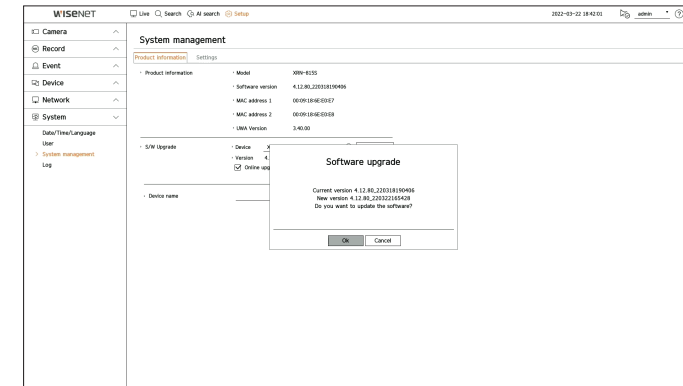 WISENET
Live Search AI search Setup 2022-03-22 18:42:01 admin ?
Camera
Record
Event
Device
Network
System
Date/Time/Language
User
> System management
Log
System management
Product information Settings
· Product information
· Model XRN-815S
· Software version 4.12.80_220318190406
· MAC address 1 00:09:18:6E:E0:E7
· MAC address 2 00:09:18:6E:E0:E8
· UWA Version 3.40.00
· S/W Upgrade
· Device X
· Version 4.
Online upg
· Device name
Software upgrade
Current version 4.12.80_220318190406
New version 4.12.80_220322165428
Do you want to update the software?
Ok Cancel